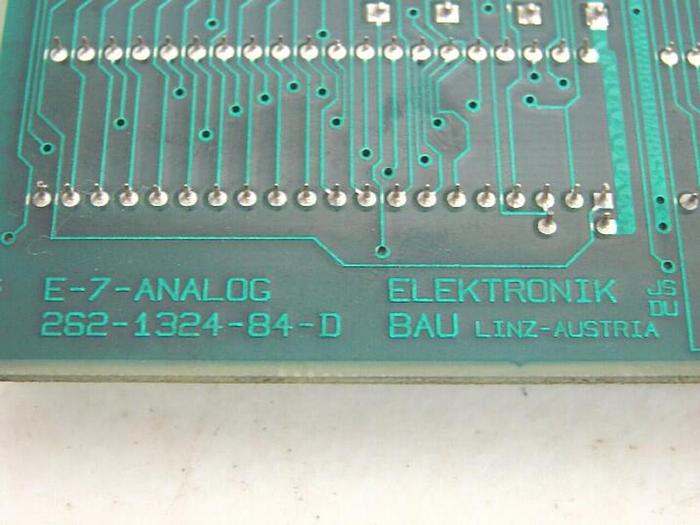 E-7-ANALOG
262-1324-84-D
ELEKTRONIK
BAU LINZ-AUSTRIA
JS
DU